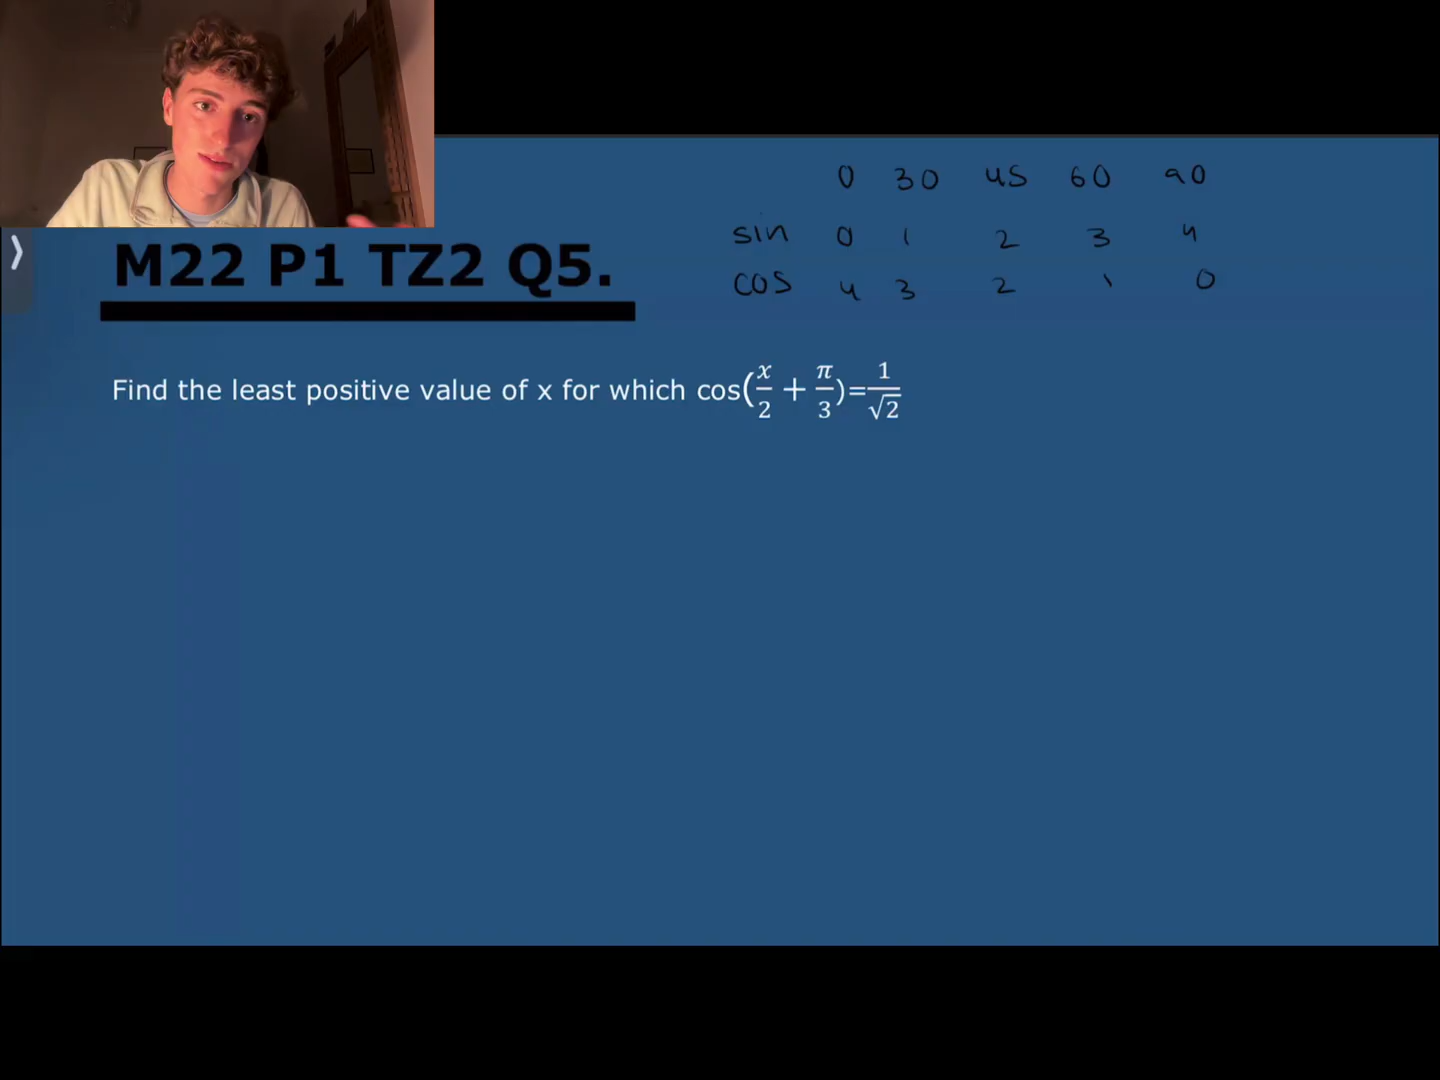 0 30 45 60 90
sin 0 1 2 3 4
cos 4 3 2 1 0
M22 P1 TZ2 Q5.
Find the least positive value of x for which cos(x/2 + π/3)=1/√2